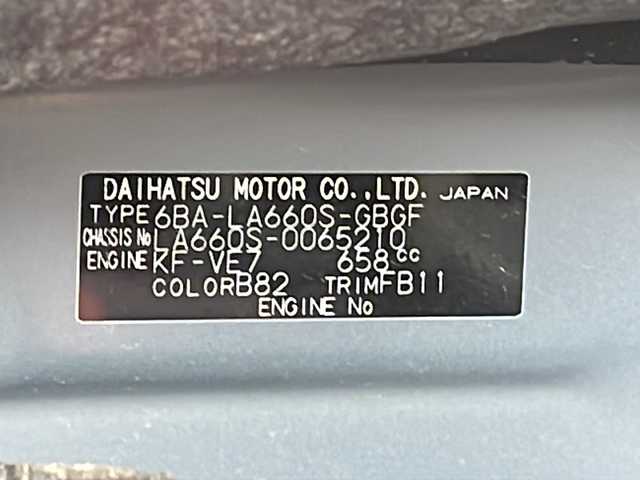 DAIHATSU MOTOR CO.,LTD. JAPAN
TYPE 6BA-LA660S-GBGF
CHASSIS No LA660S-0065210
ENGINE KF-VE7 658cc
COLOR B82 TRIM FB11
ENGINE No